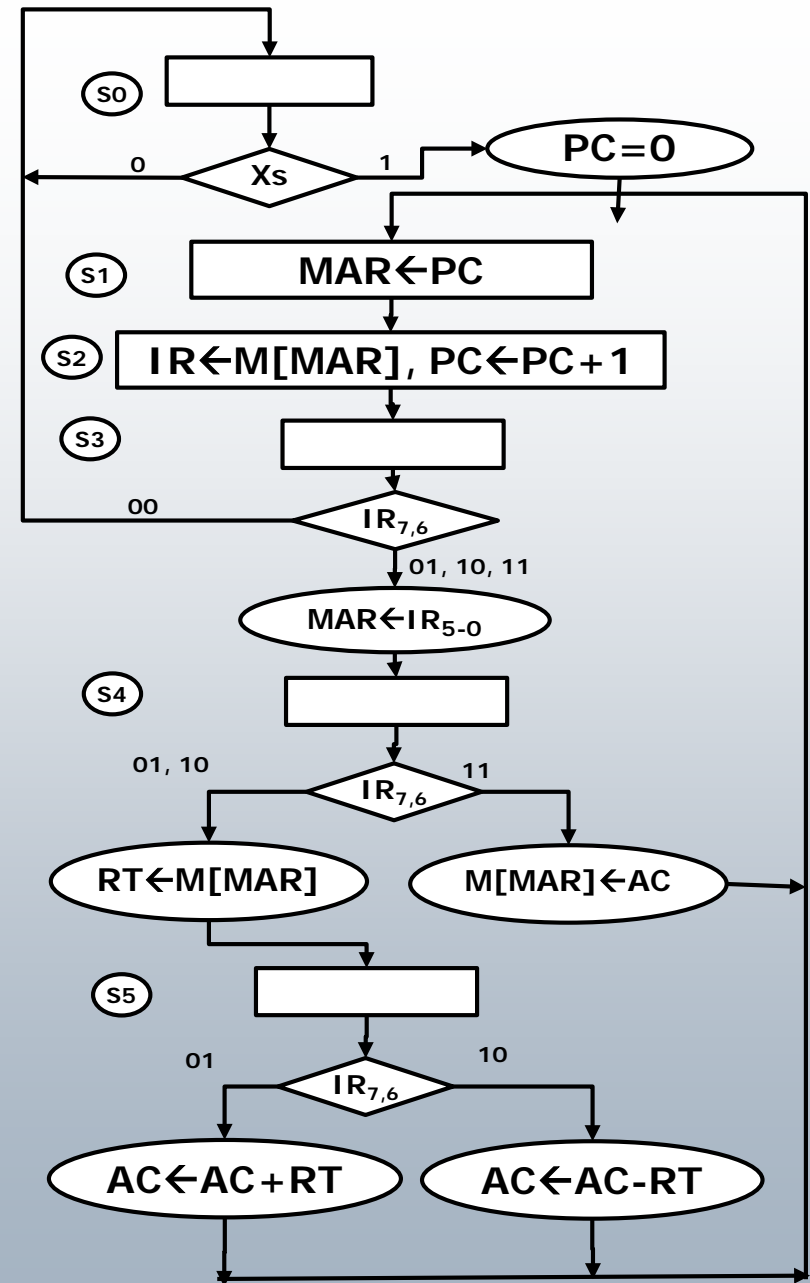 S0
0
Xs
1
PC=0
S1
MAR←PC
S2
IR←M[MAR], PC←PC+1
S3
00
IR7,6
01, 10, 11
MAR←IR5-0
S4
01, 10
IR7,6
11
RT←M[MAR]
M[MAR]←AC
S5
01
IR7,6
10
AC←AC+RT
AC←AC-RT